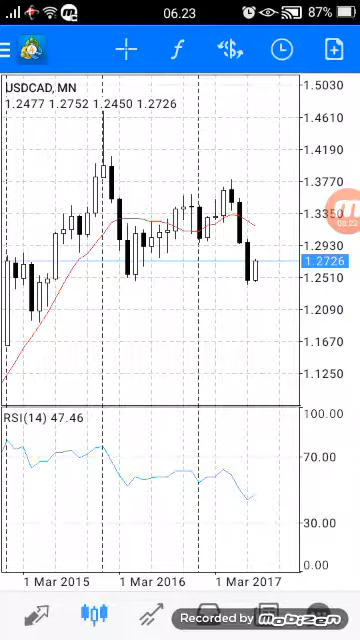 06.23
87%
USDCAD, MN
1.2477 1.2752 1.2450 1.2726
1.5030
1.4610
1.4190
1.3770
1.3350
1.2930
1.2726
1.2510
1.2090
1.1670
1.1250
RSI(14) 47.46
100.00
70.00
30.00
0.00
1 Mar 2015
1 Mar 2016
1 Mar 2017
Recorded by mobizen